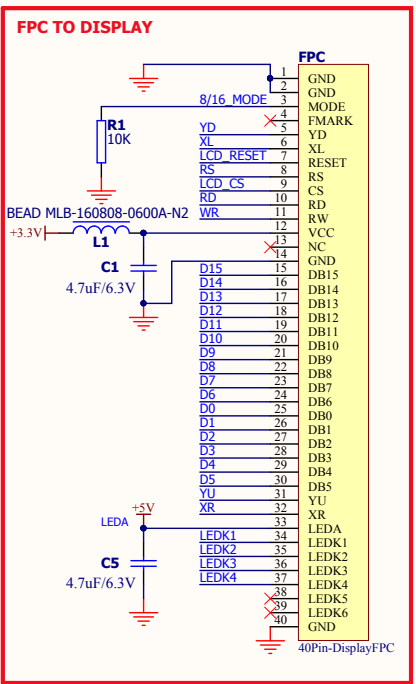 FPC TO DISPLAY
FPC
1 GND
2 GND
8/16_MODE 3 MODE
4 FMARK
R1
10K
YD 5 YD
XL 6 XL
LCD_RESET 7 RESET
RS 8 RS
LCD_CS 9 CS
RD 10 RD
WR 11 RW
BEAD MLB-160808-0600A-N2
+3.3V 12 VCC
L1
13 NC
14 GND
C1
4.7uF/6.3V
D15 15 DB15
D14 16 DB14
D13 17 DB13
D12 18 DB12
D11 19 DB11
D10 20 DB10
D9 21 DB9
D8 22 DB8
D7 23 DB7
D6 24 DB6
D0 25 DB0
D1 26 DB1
D2 27 DB2
D3 28 DB3
D4 29 DB4
D5 30 DB5
YU 31 YU
XR 32 XR
+5V
LEDA 33 LEDA
LEDK1 34 LEDK1
LEDK2 35 LEDK2
LEDK3 36 LEDK3
LEDK4 37 LEDK4
C5
4.7uF/6.3V
38 LEDK5
39 LEDK6
40 GND
40Pin-DisplayFPC